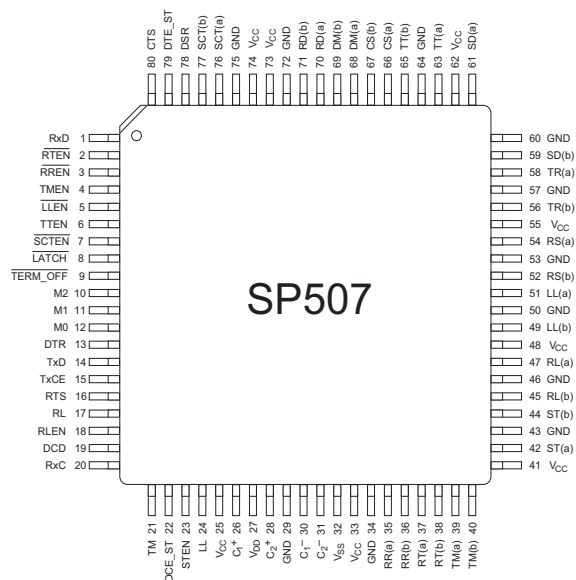 80 CTS
79 DTE_ST
78 DSR
77 SCT(b)
76 SCT(a)
75 GND
74 VCC
73 VCC
72 GND
71 RD(b)
70 RD(a)
69 DM(b)
68 DM(a)
67 CS(b)
66 CS(a)
65 TT(b)
64 GND
63 TT(a)
62 VCC
61 SD(a)
RxD 1
RTEN 2
RREN 3
TMEN 4
LLEN 5
TTEN 6
SCTEN 7
LATCH 8
TERM_OFF 9
M2 10
M1 11
M0 12
DTR 13
TxD 14
TxCE 15
RTS 16
RL 17
RLEN 18
DCD 19
RxC 20
SP507
60 GND
59 SD(b)
58 TR(a)
57 GND
56 TR(b)
55 VCC
54 RS(a)
53 GND
52 RS(b)
51 LL(a)
50 GND
49 LL(b)
48 VCC
47 RL(a)
46 GND
45 RL(b)
44 ST(b)
43 GND
42 ST(a)
41 VCC
TM 21
DCE_ST 22
STEN 23
LL 24
VCC 25
C1+ 26
VDD 27
C2+ 28
GND 29
C1− 30
C2− 31
VSS 32
VCC 33
GND 34
RR(a) 35
RR(b) 36
RT(a) 37
RT(b) 38
TM(a) 39
TM(b) 40